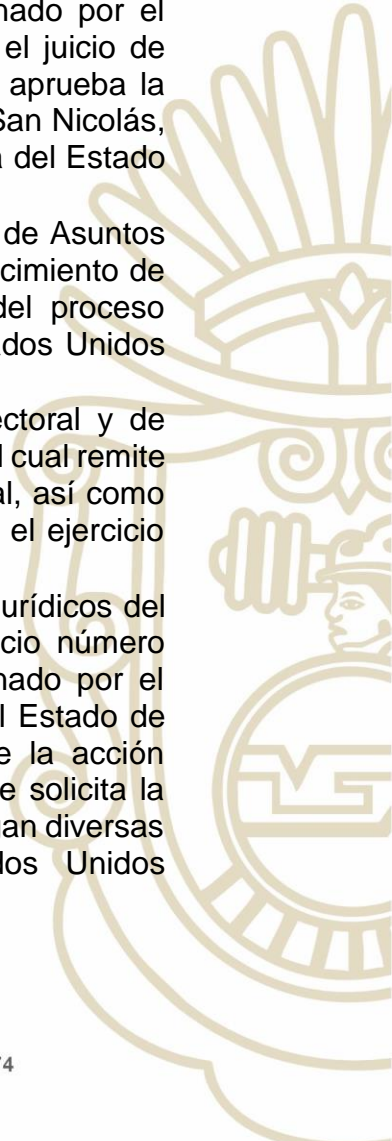 nado por el
el juicio de
aprueba la
San Nicolás,
a del Estado
de Asuntos
cimiento de
del proceso
ados Unidos
ectoral y de
l cual remite
al, así como
el ejercicio
urídicos del
cio número
nado por el
l Estado de
e la acción
e solicita la
gan diversas
dos Unidos
74